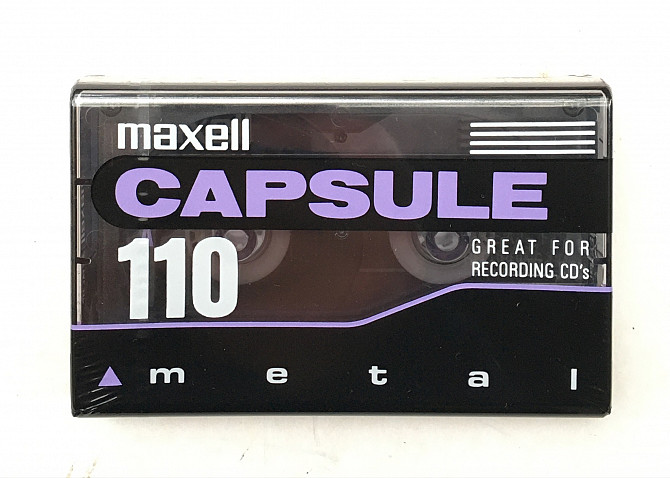 maxell
CAPSULE
110
GREAT FOR
RECORDING CD's
metal